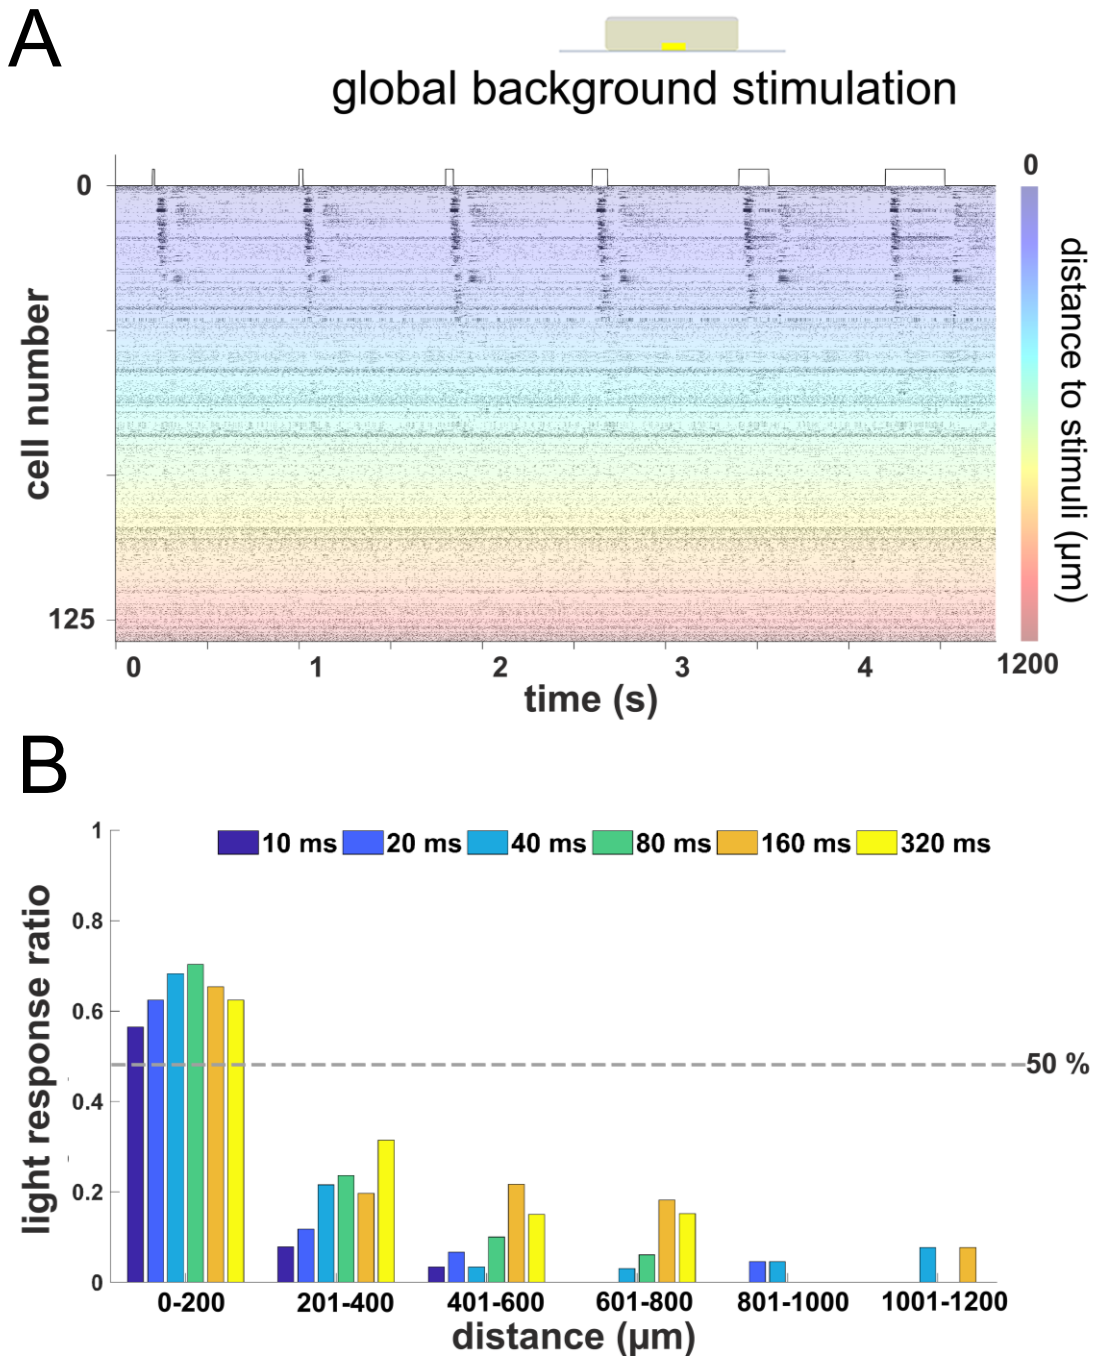 A
global background stimulation
0
125
cell number
0 1 2 3 4
time (s)
0
distance to stimuli (µm)
1200
B
10 ms 20 ms 40 ms 80 ms 160 ms 320 ms
1
0.8
0.6
0.4
0.2
0
light response ratio
50 %
0-200 201-400 401-600 601-800 801-1000 1001-1200
distance (µm)